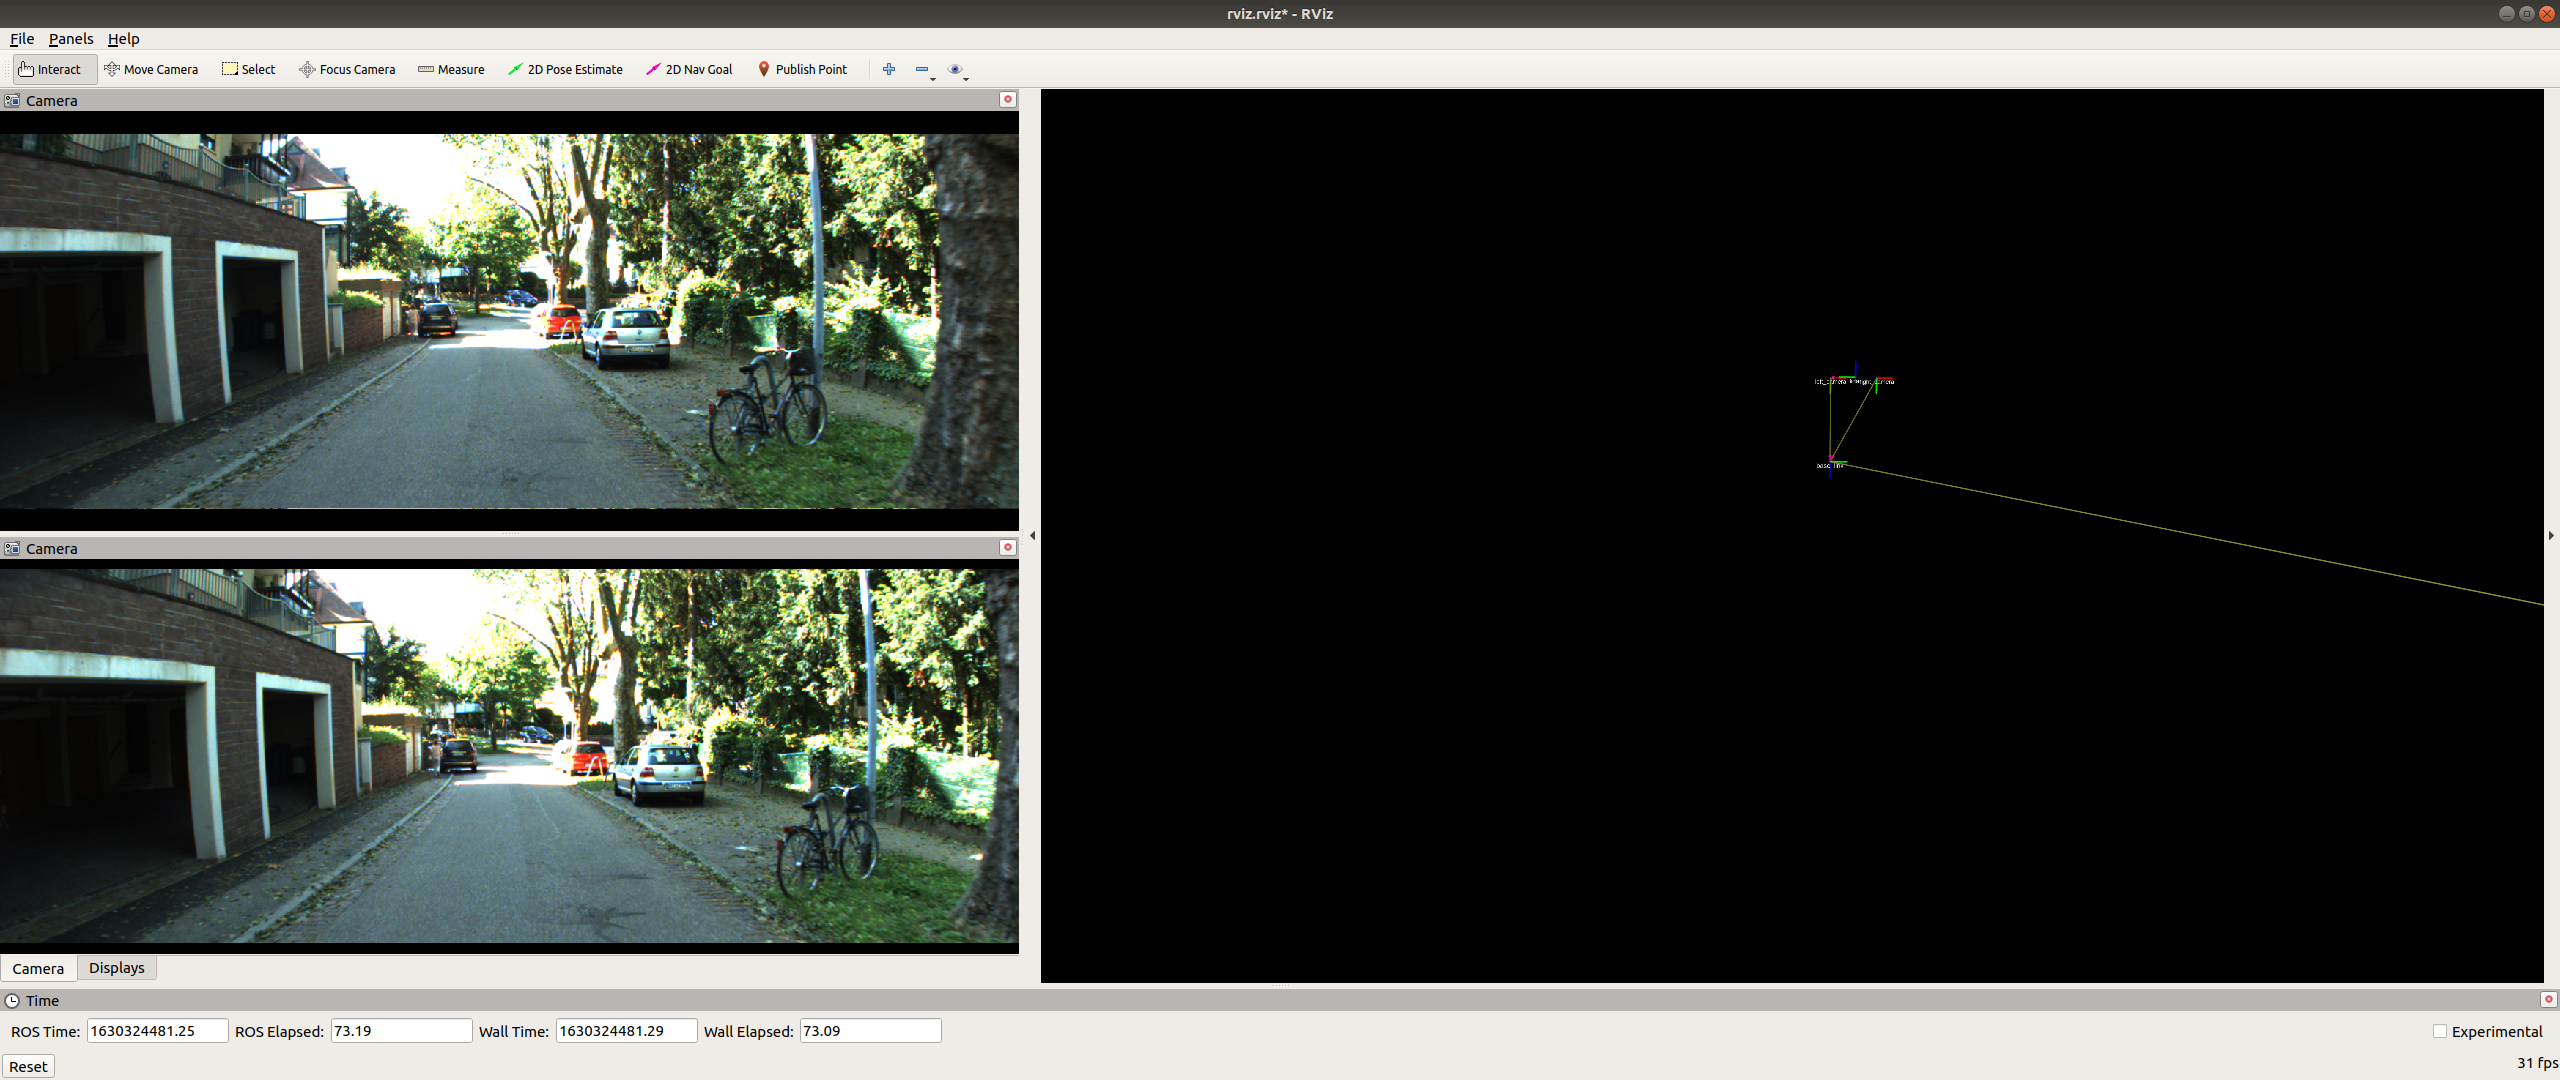 rviz.rviz* - RViz
File Panels Help
Interact Move Camera Select Focus Camera Measure 2D Pose Estimate 2D Nav Goal Publish Point
Camera
Camera
base_link
Camera Displays
Time
ROS Time: 1630324481.25 ROS Elapsed: 73.19 Wall Time: 1630324481.29 Wall Elapsed: 73.09 Experimental
Reset 31 fps